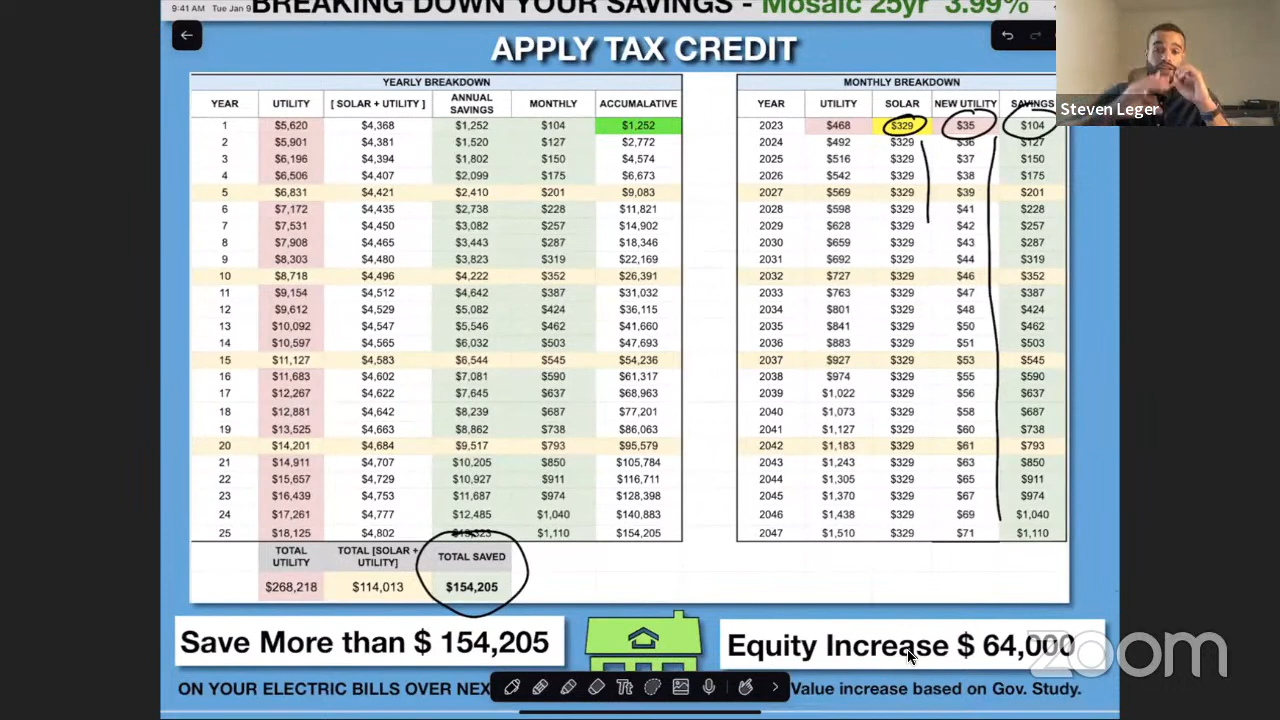 9:41 AM Tue Jan 9
BREAKING DOWN YOUR SAVINGS - Mosaic 25yr 3.99%
APPLY TAX CREDIT
Steven Leger
YEARLY BREAKDOWN
YEAR UTILITY [ SOLAR + UTILITY ] ANNUAL SAVINGS MONTHLY ACCUMULATIVE
1 $5,620 $4,368 $1,252 $104 $1,252
2 $5,901 $4,381 $1,520 $127 $2,772
3 $6,196 $4,394 $1,802 $150 $4,574
4 $6,506 $4,407 $2,099 $175 $6,673
5 $6,831 $4,421 $2,410 $201 $9,083
6 $7,172 $4,435 $2,738 $228 $11,821
7 $7,531 $4,450 $3,082 $257 $14,902
8 $7,908 $4,465 $3,443 $287 $18,346
9 $8,303 $4,480 $3,823 $319 $22,169
10 $8,718 $4,496 $4,222 $352 $26,391
11 $9,154 $4,512 $4,642 $387 $31,032
12 $9,612 $4,529 $5,082 $424 $36,115
13 $10,092 $4,547 $5,546 $462 $41,660
14 $10,597 $4,565 $6,032 $503 $47,693
15 $11,127 $4,583 $6,544 $545 $54,236
16 $11,683 $4,602 $7,081 $590 $61,317
17 $12,267 $4,622 $7,645 $637 $68,963
18 $12,881 $4,642 $8,239 $687 $77,201
19 $13,525 $4,663 $8,862 $738 $86,063
20 $14,201 $4,684 $9,517 $793 $95,579
21 $14,911 $4,707 $10,205 $850 $105,784
22 $15,657 $4,729 $10,927 $911 $116,711
23 $16,439 $4,753 $11,687 $974 $128,398
24 $17,261 $4,777 $12,485 $1,040 $140,883
25 $18,125 $4,802 $13,323 $1,110 $154,205
TOTAL UTILITY TOTAL [SOLAR + UTILITY] TOTAL SAVED
$268,218 $114,013 $154,205
MONTHLY BREAKDOWN
YEAR UTILITY SOLAR NEW UTILITY SAVINGS
2023 $468 $329 $35 $104
2024 $492 $329 $36 $127
2025 $516 $329 $37 $150
2026 $542 $329 $38 $175
2027 $569 $329 $39 $201
2028 $598 $329 $41 $228
2029 $628 $329 $42 $257
2030 $659 $329 $43 $287
2031 $692 $329 $44 $319
2032 $727 $329 $46 $352
2033 $763 $329 $47 $387
2034 $801 $329 $48 $424
2035 $841 $329 $50 $462
2036 $883 $329 $51 $503
2037 $927 $329 $53 $545
2038 $974 $329 $55 $590
2039 $1,022 $329 $56 $637
2040 $1,073 $329 $58 $687
2041 $1,127 $329 $60 $738
2042 $1,183 $329 $61 $793
2043 $1,243 $329 $63 $850
2044 $1,305 $329 $65 $911
2045 $1,370 $329 $67 $974
2046 $1,438 $329 $69 $1,040
2047 $1,510 $329 $71 $1,110
Save More than $ 154,205
Equity Increase $ 64,000
zoom
ON YOUR ELECTRIC BILLS OVER NEX
Tt
Value increase based on Gov. Study.